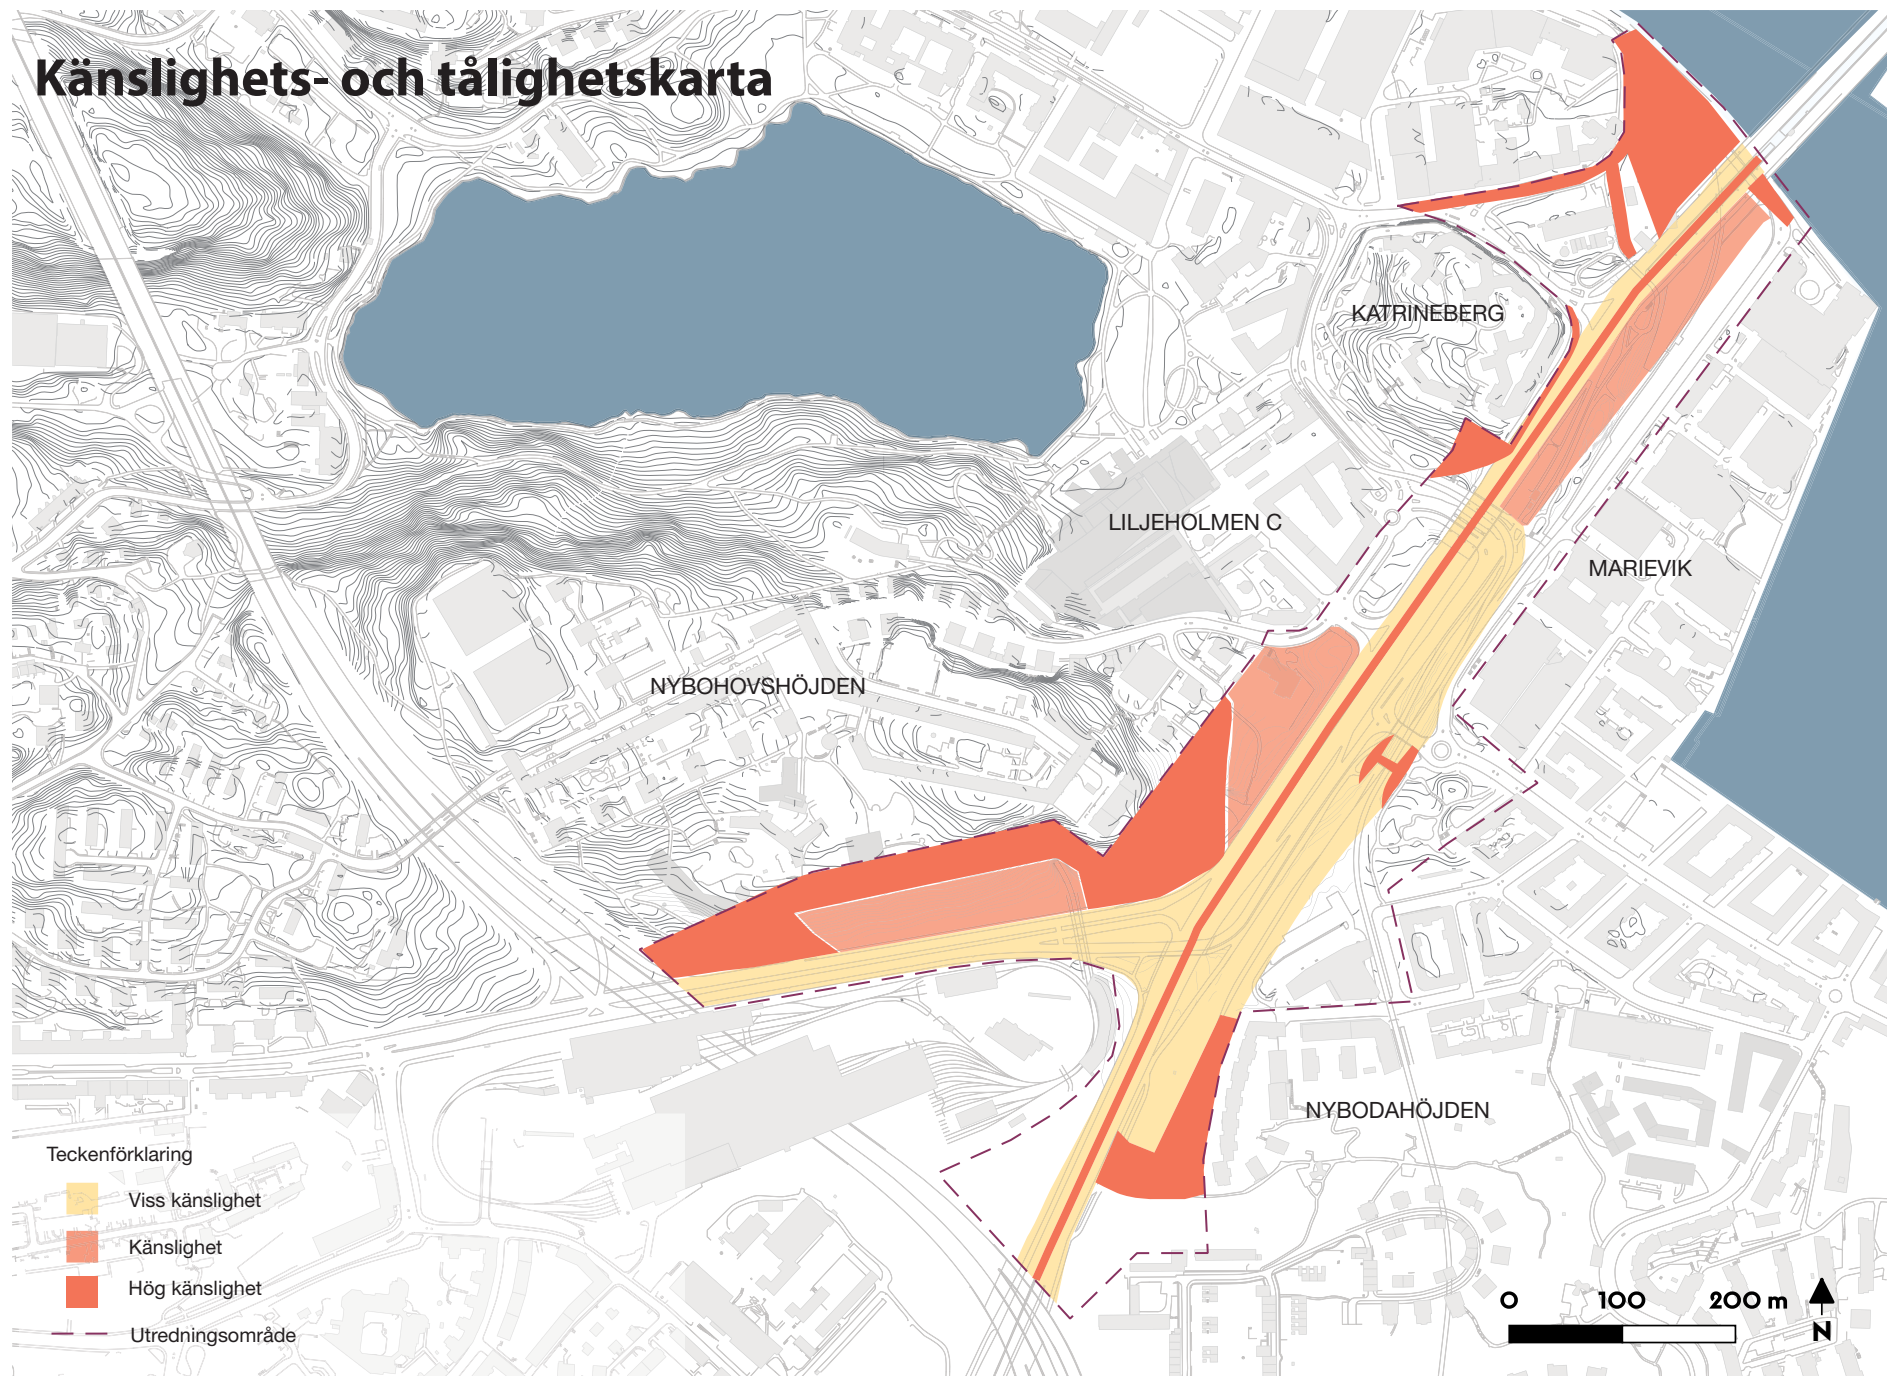 Känslighets- och tålighetskarta
KATRINEBERG
LILJEHOLMEN C
MARIEVIK
NYBOHOVSHÖJDEN
NYBODAHÖJDEN
Teckenförklaring
Viss känslighet
Känslighet
Hög känslighet
Utredningsområde
0 100 200 m
N